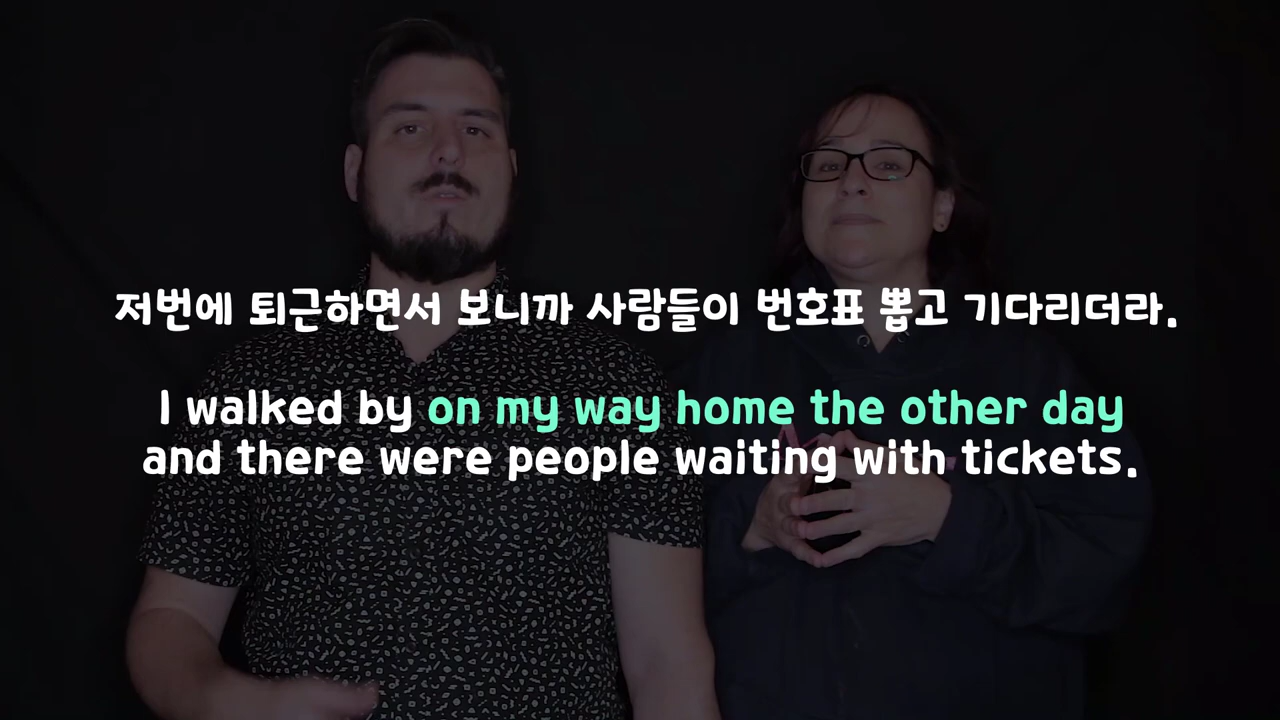 저번에 퇴근하면서 보니까 사람들이 번호표 뽑고 기다리더라.
I walked by on my way home the other day
and there were people waiting with tickets.